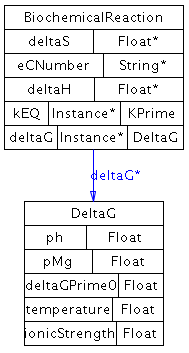 BiochemicalReaction
deltaS Float*
eCNumber String*
deltaH Float*
kEQ Instance* KPrime
deltaG Instance* DeltaG
deltaG*
DeltaG
ph Float
pMg Float
deltaGPrime0 Float
temperature Float
ionicStrength Float